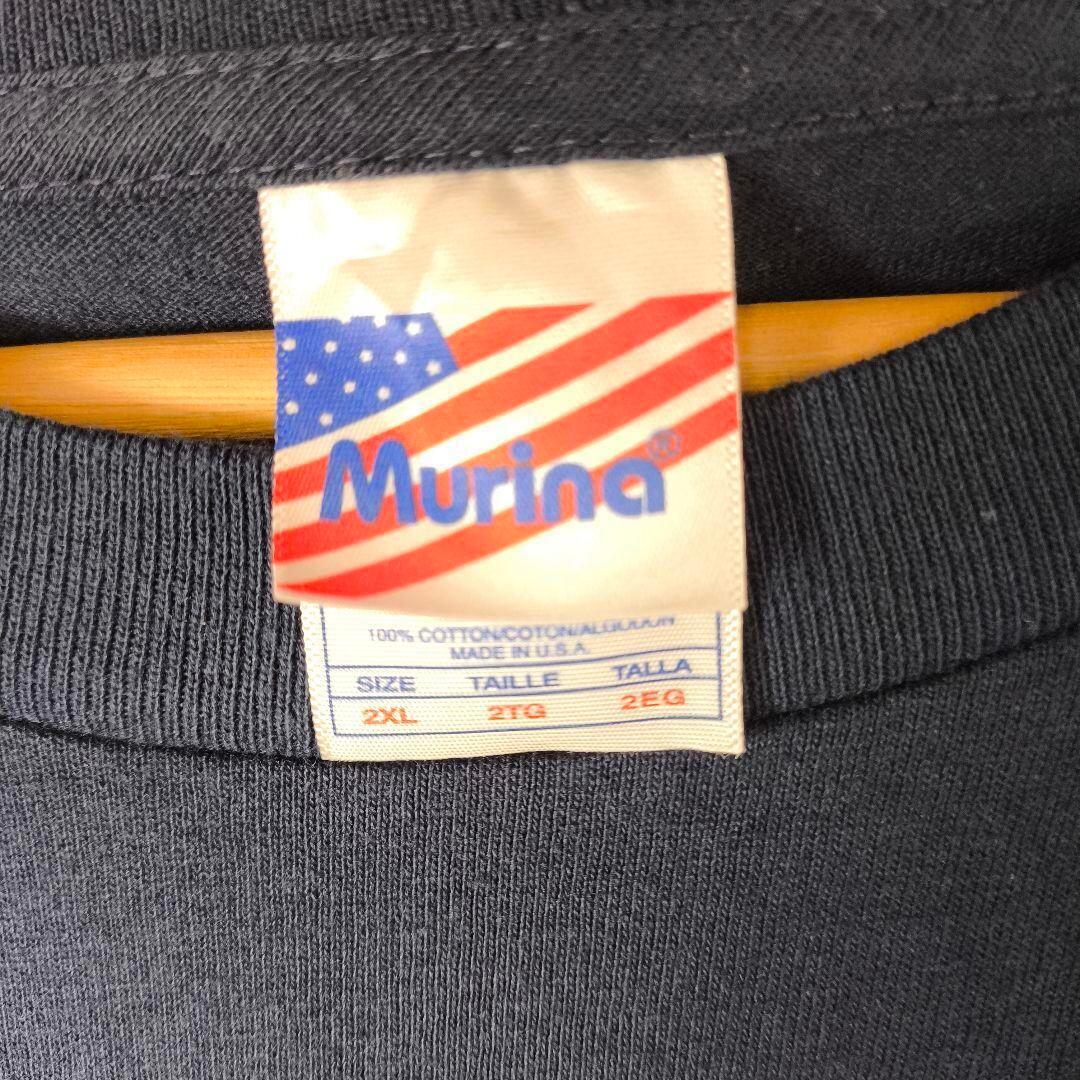 Murina®
100% COTTON/COTON/ALGODON
MADE IN U.S.A.
SIZE TAILLE TALLA
2XL 2TG 2EG